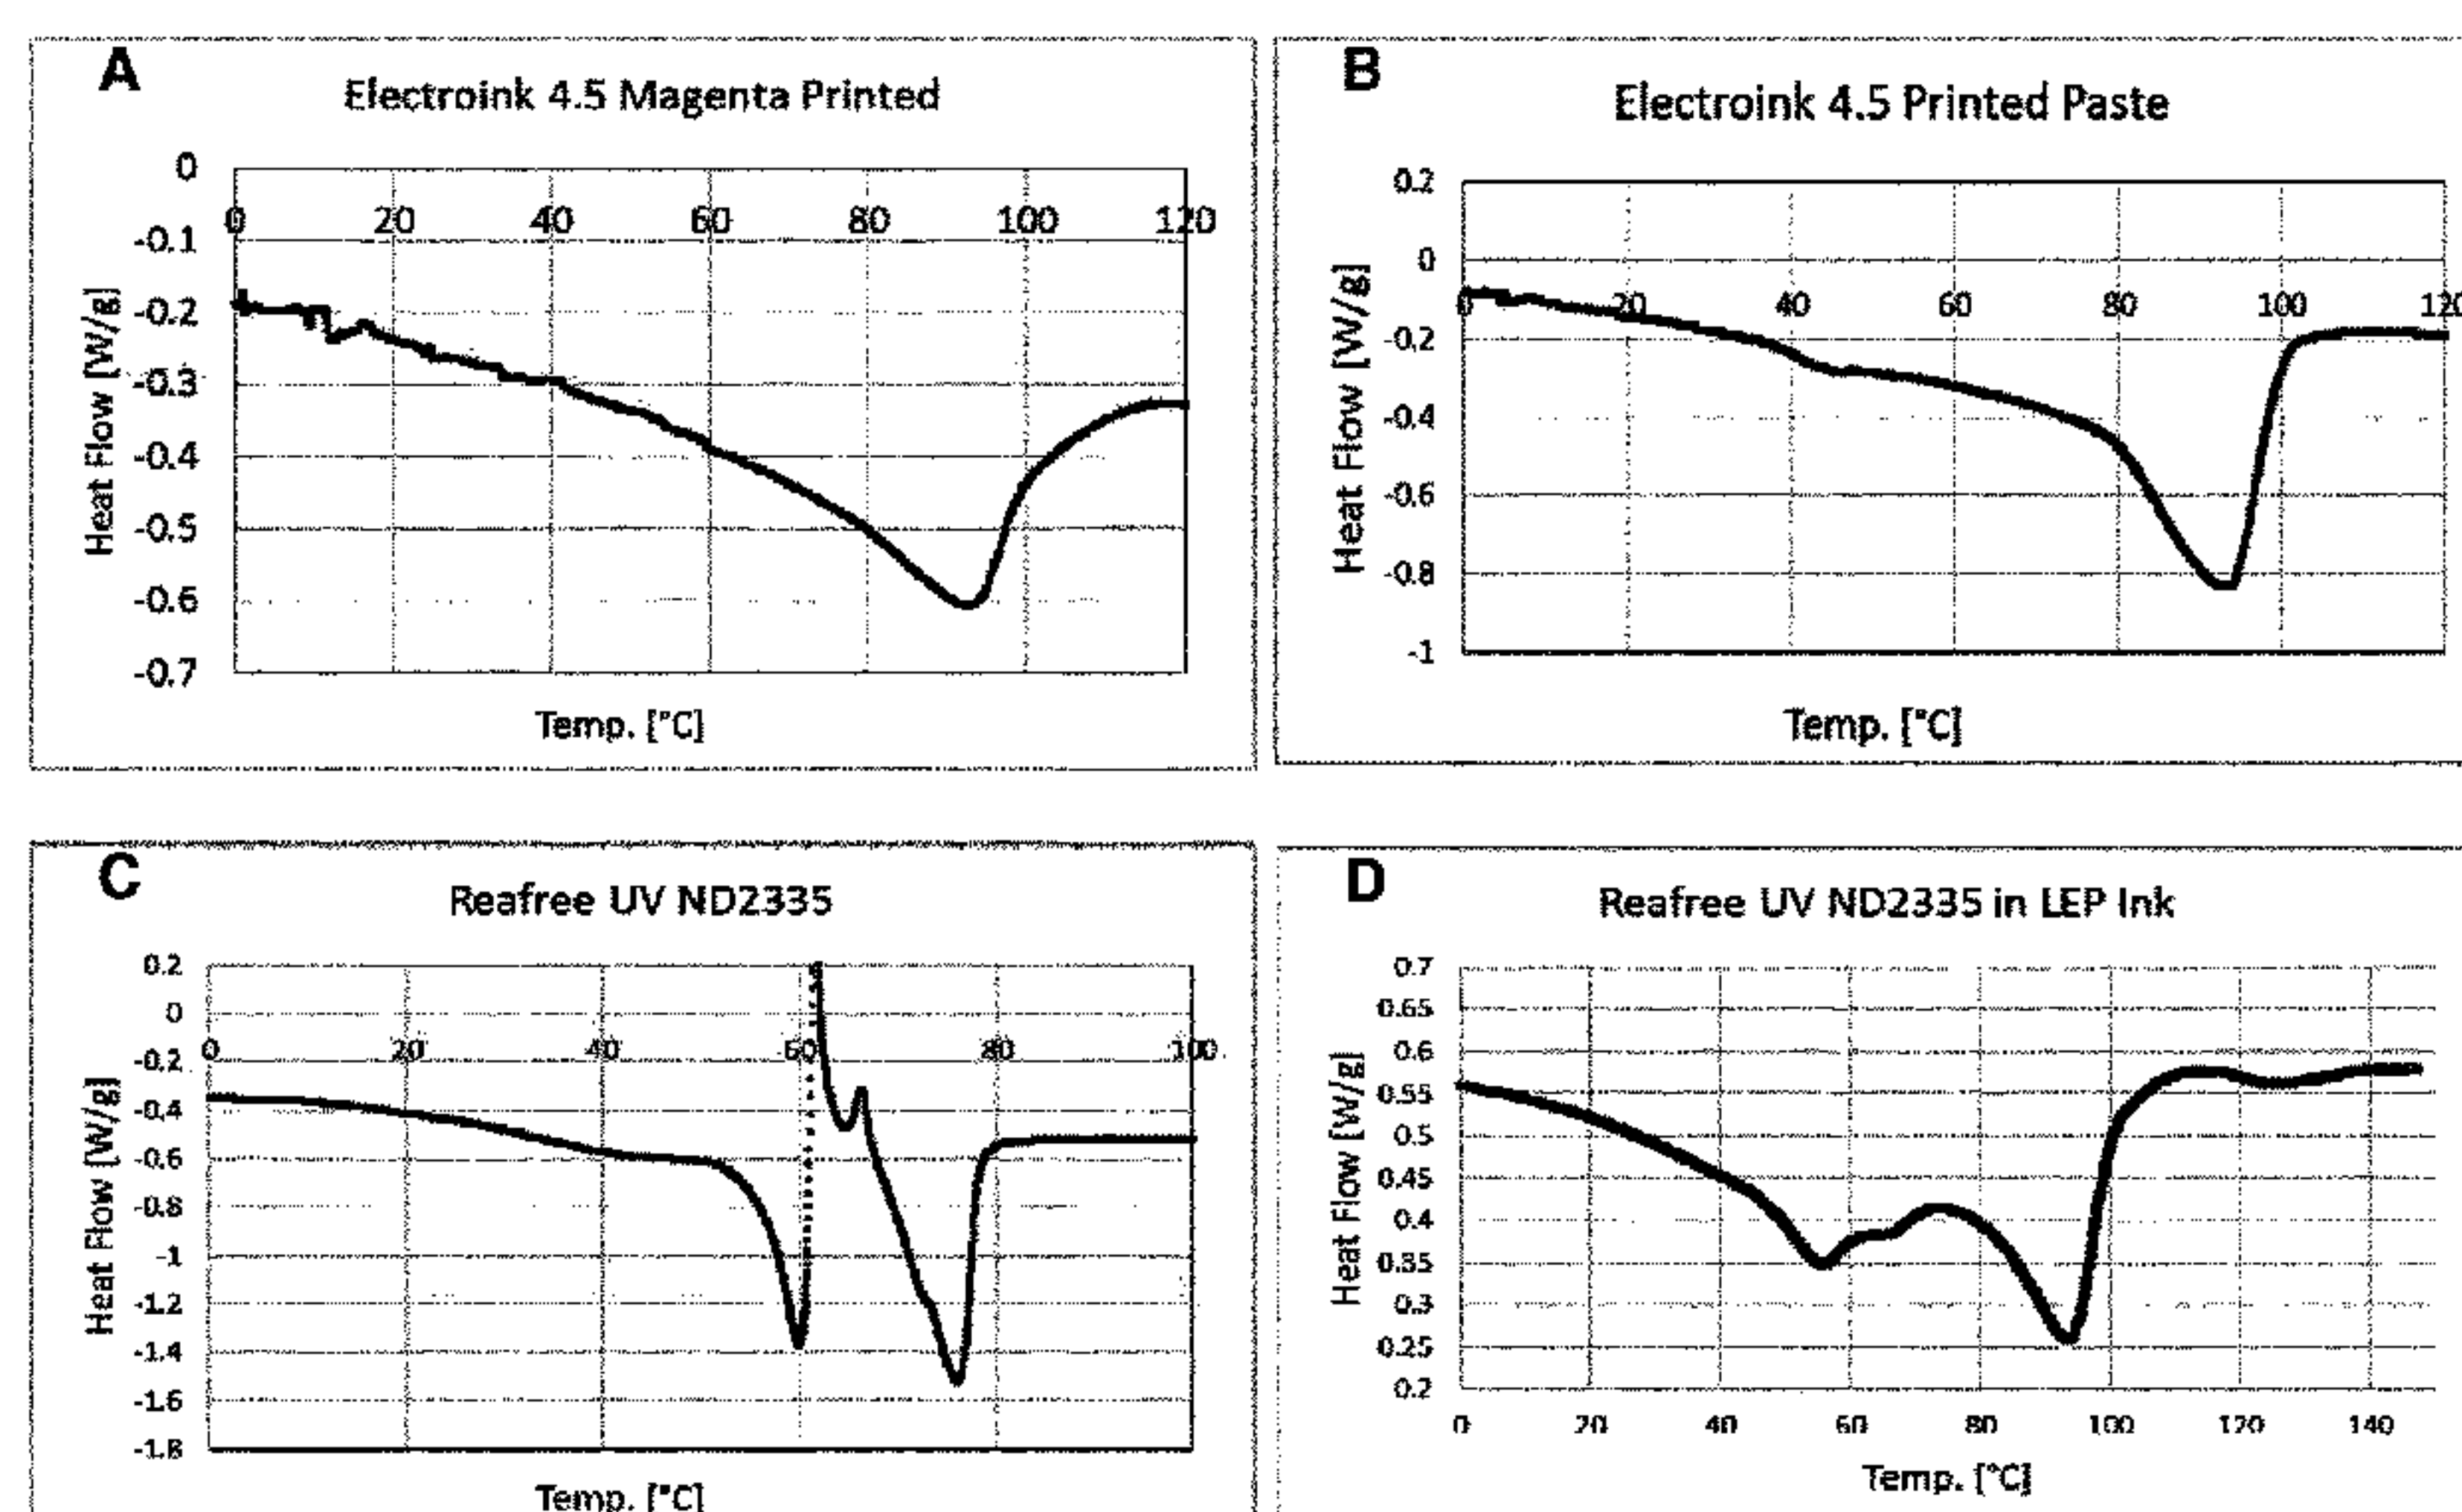 A
Electroink 4.5 Magenta Printed
0
0 20 40 60 80 100 120
-0.1
-0.2
-0.3
-0.4
-0.5
-0.6
-0.7
Heat Flow [W/g]
Temp. [°C]
B
Electroink 4.5 Printed Paste
0.2
0
0 20 40 60 80 100 120
-0.2
-0.4
-0.6
-0.8
-1
Heat Flow [W/g]
Temp. [°C]
C
Reafree UV ND2335
0.2
0
0 20 40 60 80 100
-0.2
-0.4
-0.6
-0.8
-1
-1.2
-1.4
-1.6
-1.8
Heat Flow [W/g]
Temp. [°C]
D
Reafree UV ND2335 in LEP Ink
0.7
0.65
0.6
0.55
0.5
0.45
0.4
0.35
0.3
0.25
0.2
0 20 40 60 80 100 120 140
Heat Flow [W/g]
Temp. [°C]